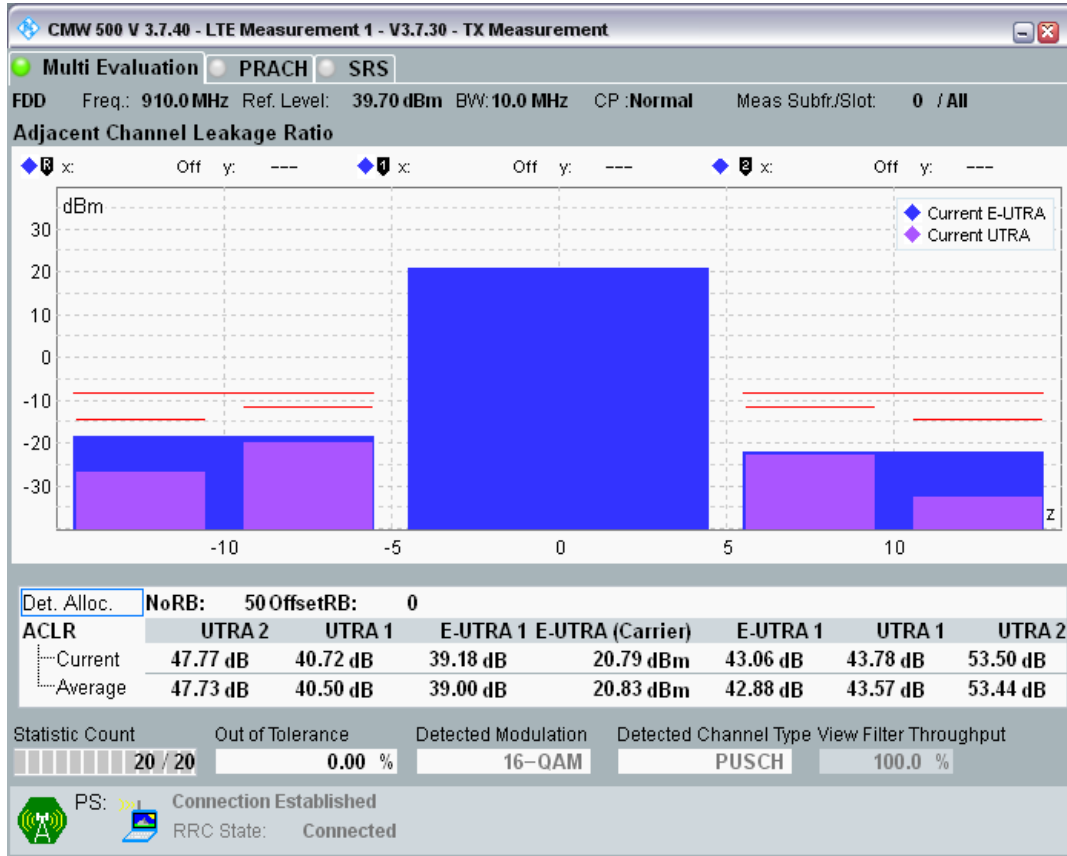 CMW 500 V 3.7.40 - LTE Measurement 1 - V3.7.30 - TX Measurement
Multi Evaluation PRACH SRS
FDD Freq.: 910.0 MHz Ref. Level: 39.70 dBm BW: 10.0 MHz CP :Normal Meas Subfr./Slot: 0 / All
Adjacent Channel Leakage Ratio
R x: Off y: --- 1 x: Off y: --- 2 x: Off y: ---
dBm
Current E-UTRA
Current UTRA
30
20
10
0
-10
-20
-30
z
-10 -5 0 5 10
Det. Alloc. NoRB: 50 OffsetRB: 0
ACLR UTRA 2 UTRA 1 E-UTRA 1 E-UTRA (Carrier) E-UTRA 1 UTRA 1 UTRA 2
Current 47.77 dB 40.72 dB 39.18 dB 20.79 dBm 43.06 dB 43.78 dB 53.50 dB
Average 47.73 dB 40.50 dB 39.00 dB 20.83 dBm 42.88 dB 43.57 dB 53.44 dB
Statistic Count Out of Tolerance Detected Modulation Detected Channel Type View Filter Throughput
20 / 20 0.00 % 16-QAM PUSCH 100.0 %
PS: Connection Established
RRC State: Connected